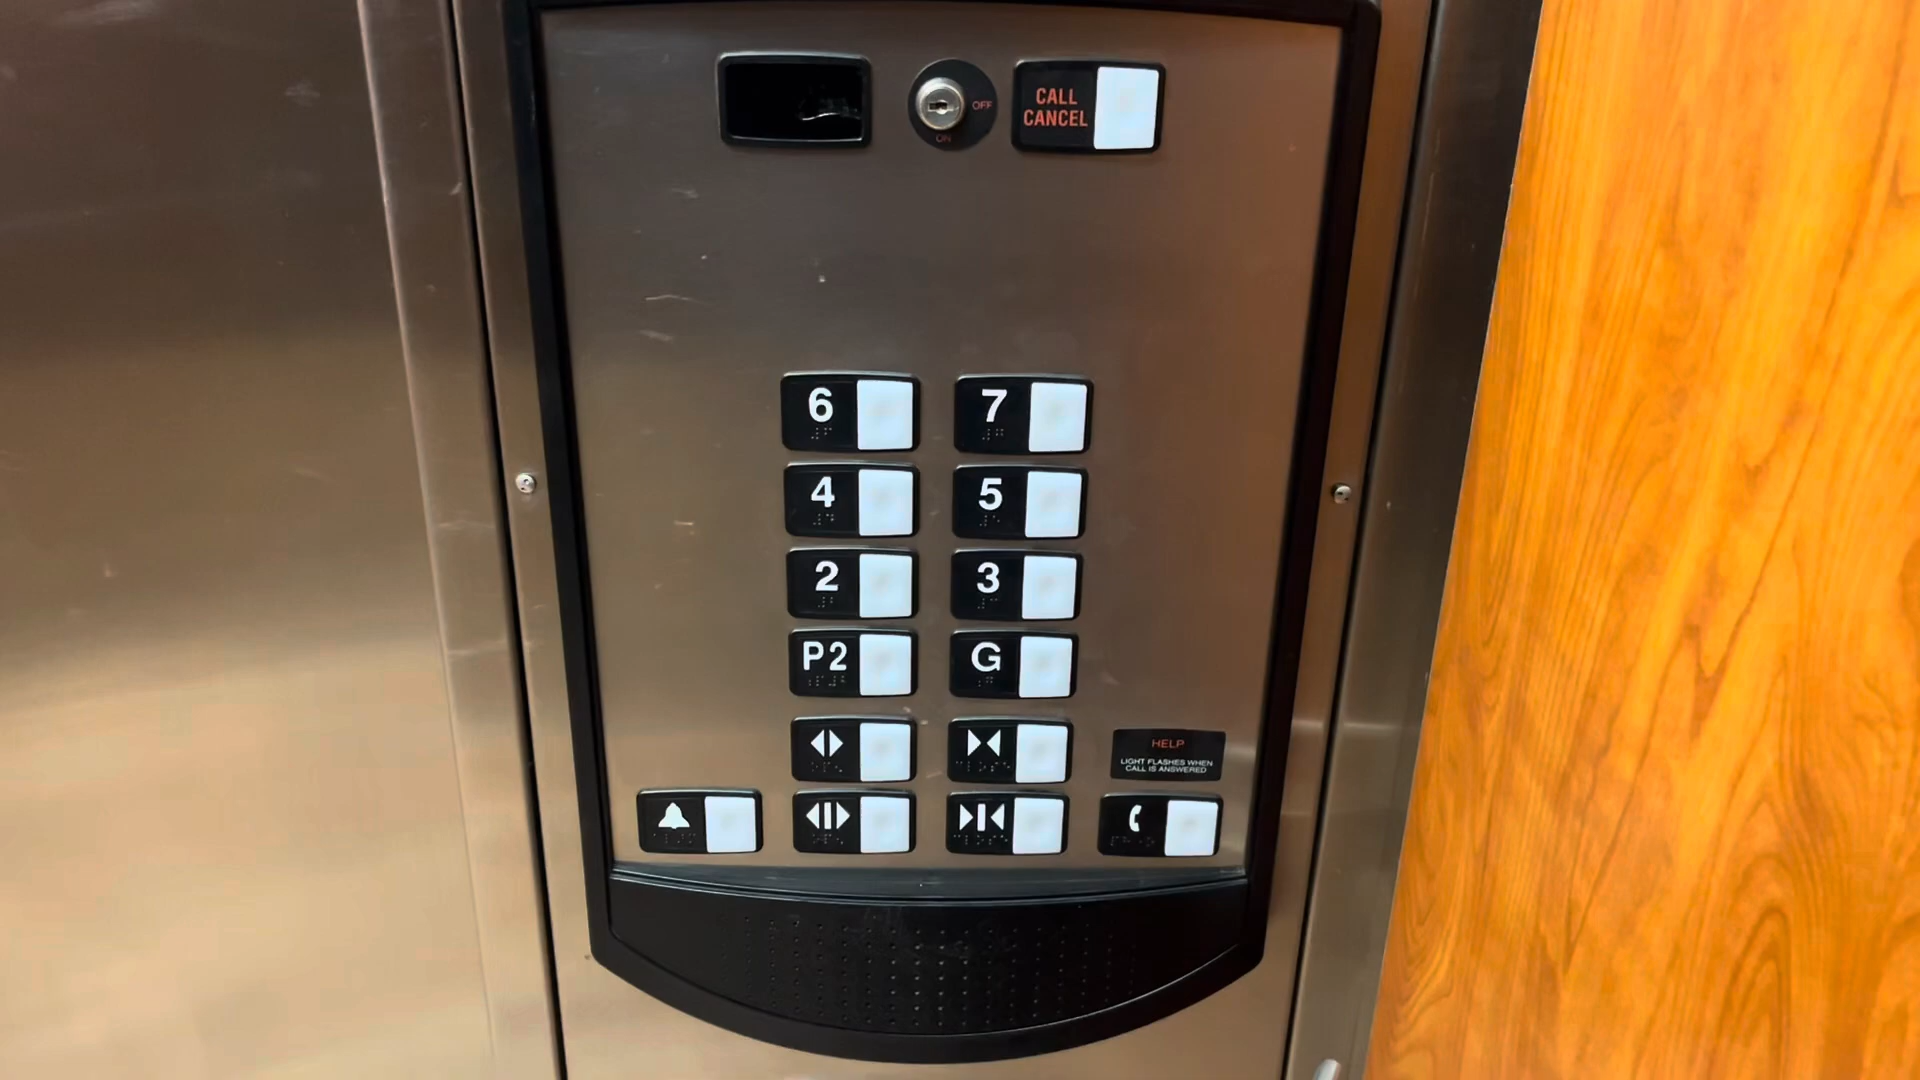 OFF
ON
CALL
CANCEL
6 7
4 5
2 3
P2 G
HELP
LIGHT FLASHES WHEN
CALL IS ANSWERED